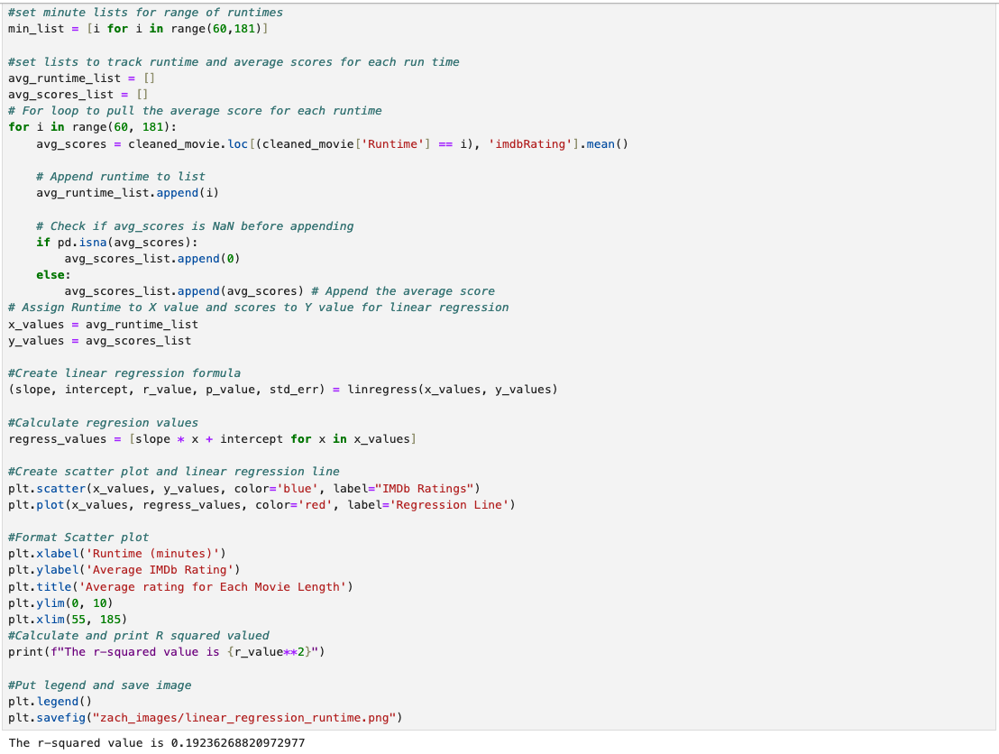 #set minute lists for range of runtimes
min_list = [i for i in range(60,181)]
#set lists to track runtime and average scores for each run time
avg_runtime_list = []
avg_scores_list = []
# For loop to pull the average score for each runtime
for i in range(60, 181):
    avg_scores = cleaned_movie.loc[(cleaned_movie['Runtime'] == i), 'imdbRating'].mean()
    # Append runtime to list
    avg_runtime_list.append(i)
    # Check if avg_scores is NaN before appending
    if pd.isna(avg_scores):
        avg_scores_list.append(0)
    else:
        avg_scores_list.append(avg_scores) # Append the average score
# Assign Runtime to X value and scores to Y value for linear regression
x_values = avg_runtime_list
y_values = avg_scores_list
#Create linear regression formula
(slope, intercept, r_value, p_value, std_err) = linregress(x_values, y_values)
#Calculate regresion values
regress_values = [slope * x + intercept for x in x_values]
#Create scatter plot and linear regression line
plt.scatter(x_values, y_values, color='blue', label="IMDb Ratings")
plt.plot(x_values, regress_values, color='red', label='Regression Line')
#Format Scatter plot
plt.xlabel('Runtime (minutes)')
plt.ylabel('Average IMDb Rating')
plt.title('Average rating for Each Movie Length')
plt.ylim(0, 10)
plt.xlim(55, 185)
#Calculate and print R squared valued
print(f"The r-squared value is {r_value**2}")
#Put legend and save image
plt.legend()
plt.savefig("zach_images/linear_regression_runtime.png")
The r-squared value is 0.19236268820972977